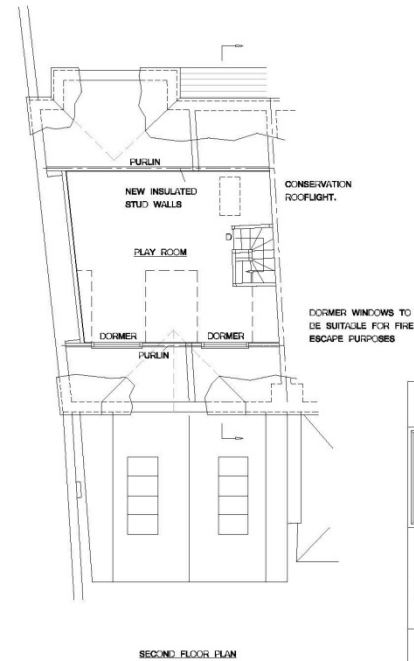 PURLIN
NEW INSULATED
STUD WALLS
CONSERVATION
ROOFLIGHT.
D
PLAY ROOM
DORMER WINDOWS TO
BE SUITABLE FOR FIRE
ESCAPE PURPOSES
DORMER
DORMER
PURLIN
SECOND FLOOR PLAN